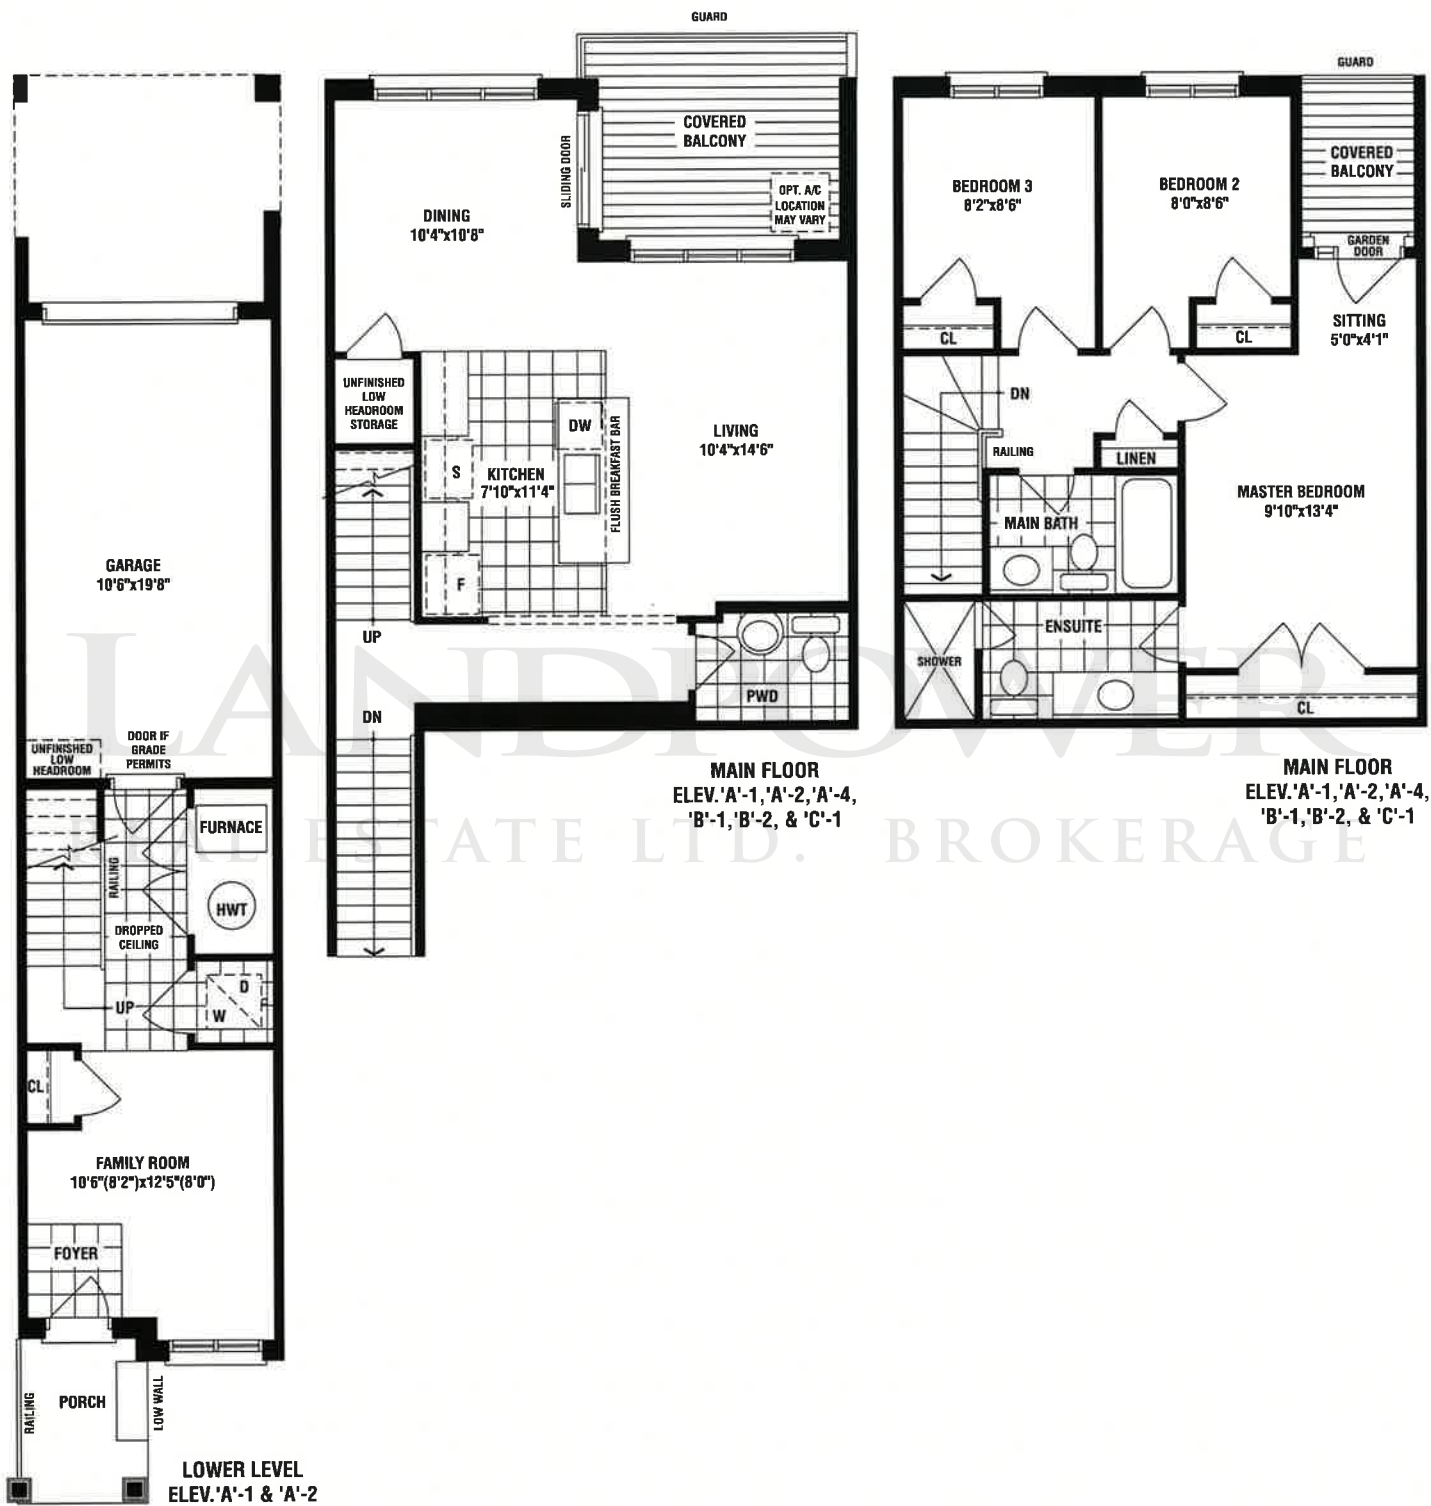 GUARD
COVERED
BALCONY
SLIDING DOOR
OPT. A/C
LOCATION
MAY VARY
DINING
10'4"x10'8"
UNFINISHED
LOW
HEADROOM
STORAGE
DW
S
KITCHEN
7'10"x11'4"
FLUSH BREAKFAST BAR
F
LIVING
10'4"x14'6"
UP
PWD
DN
MAIN FLOOR
ELEV.'A'-1,'A'-2,'A'-4,
'B'-1,'B'-2, & 'C'-1
GUARD
COVERED
BALCONY
GARDEN
DOOR
BEDROOM 3
8'2"x8'6"
BEDROOM 2
8'0"x8'6"
CL
CL
SITTING
5'0"x4'1"
DN
RAILING
LINEN
MASTER BEDROOM
9'10"x13'4"
MAIN BATH
ENSUITE
SHOWER
CL
MAIN FLOOR
ELEV.'A'-1,'A'-2,'A'-4,
'B'-1,'B'-2, & 'C'-1
GARAGE
10'6"x19'8"
UNFINISHED
LOW
HEADROOM
DOOR IF
GRADE
PERMITS
FURNACE
RAILING
HWT
DROPPED
CEILING
D
W
UP
CL
FAMILY ROOM
10'6"(8'2")x12'5"(8'0")
FOYER
PORCH
RAILING
LOW WALL
LOWER LEVEL
ELEV.'A'-1 & 'A'-2
LANDPOWER
REAL ESTATE LTD. BROKERAGE